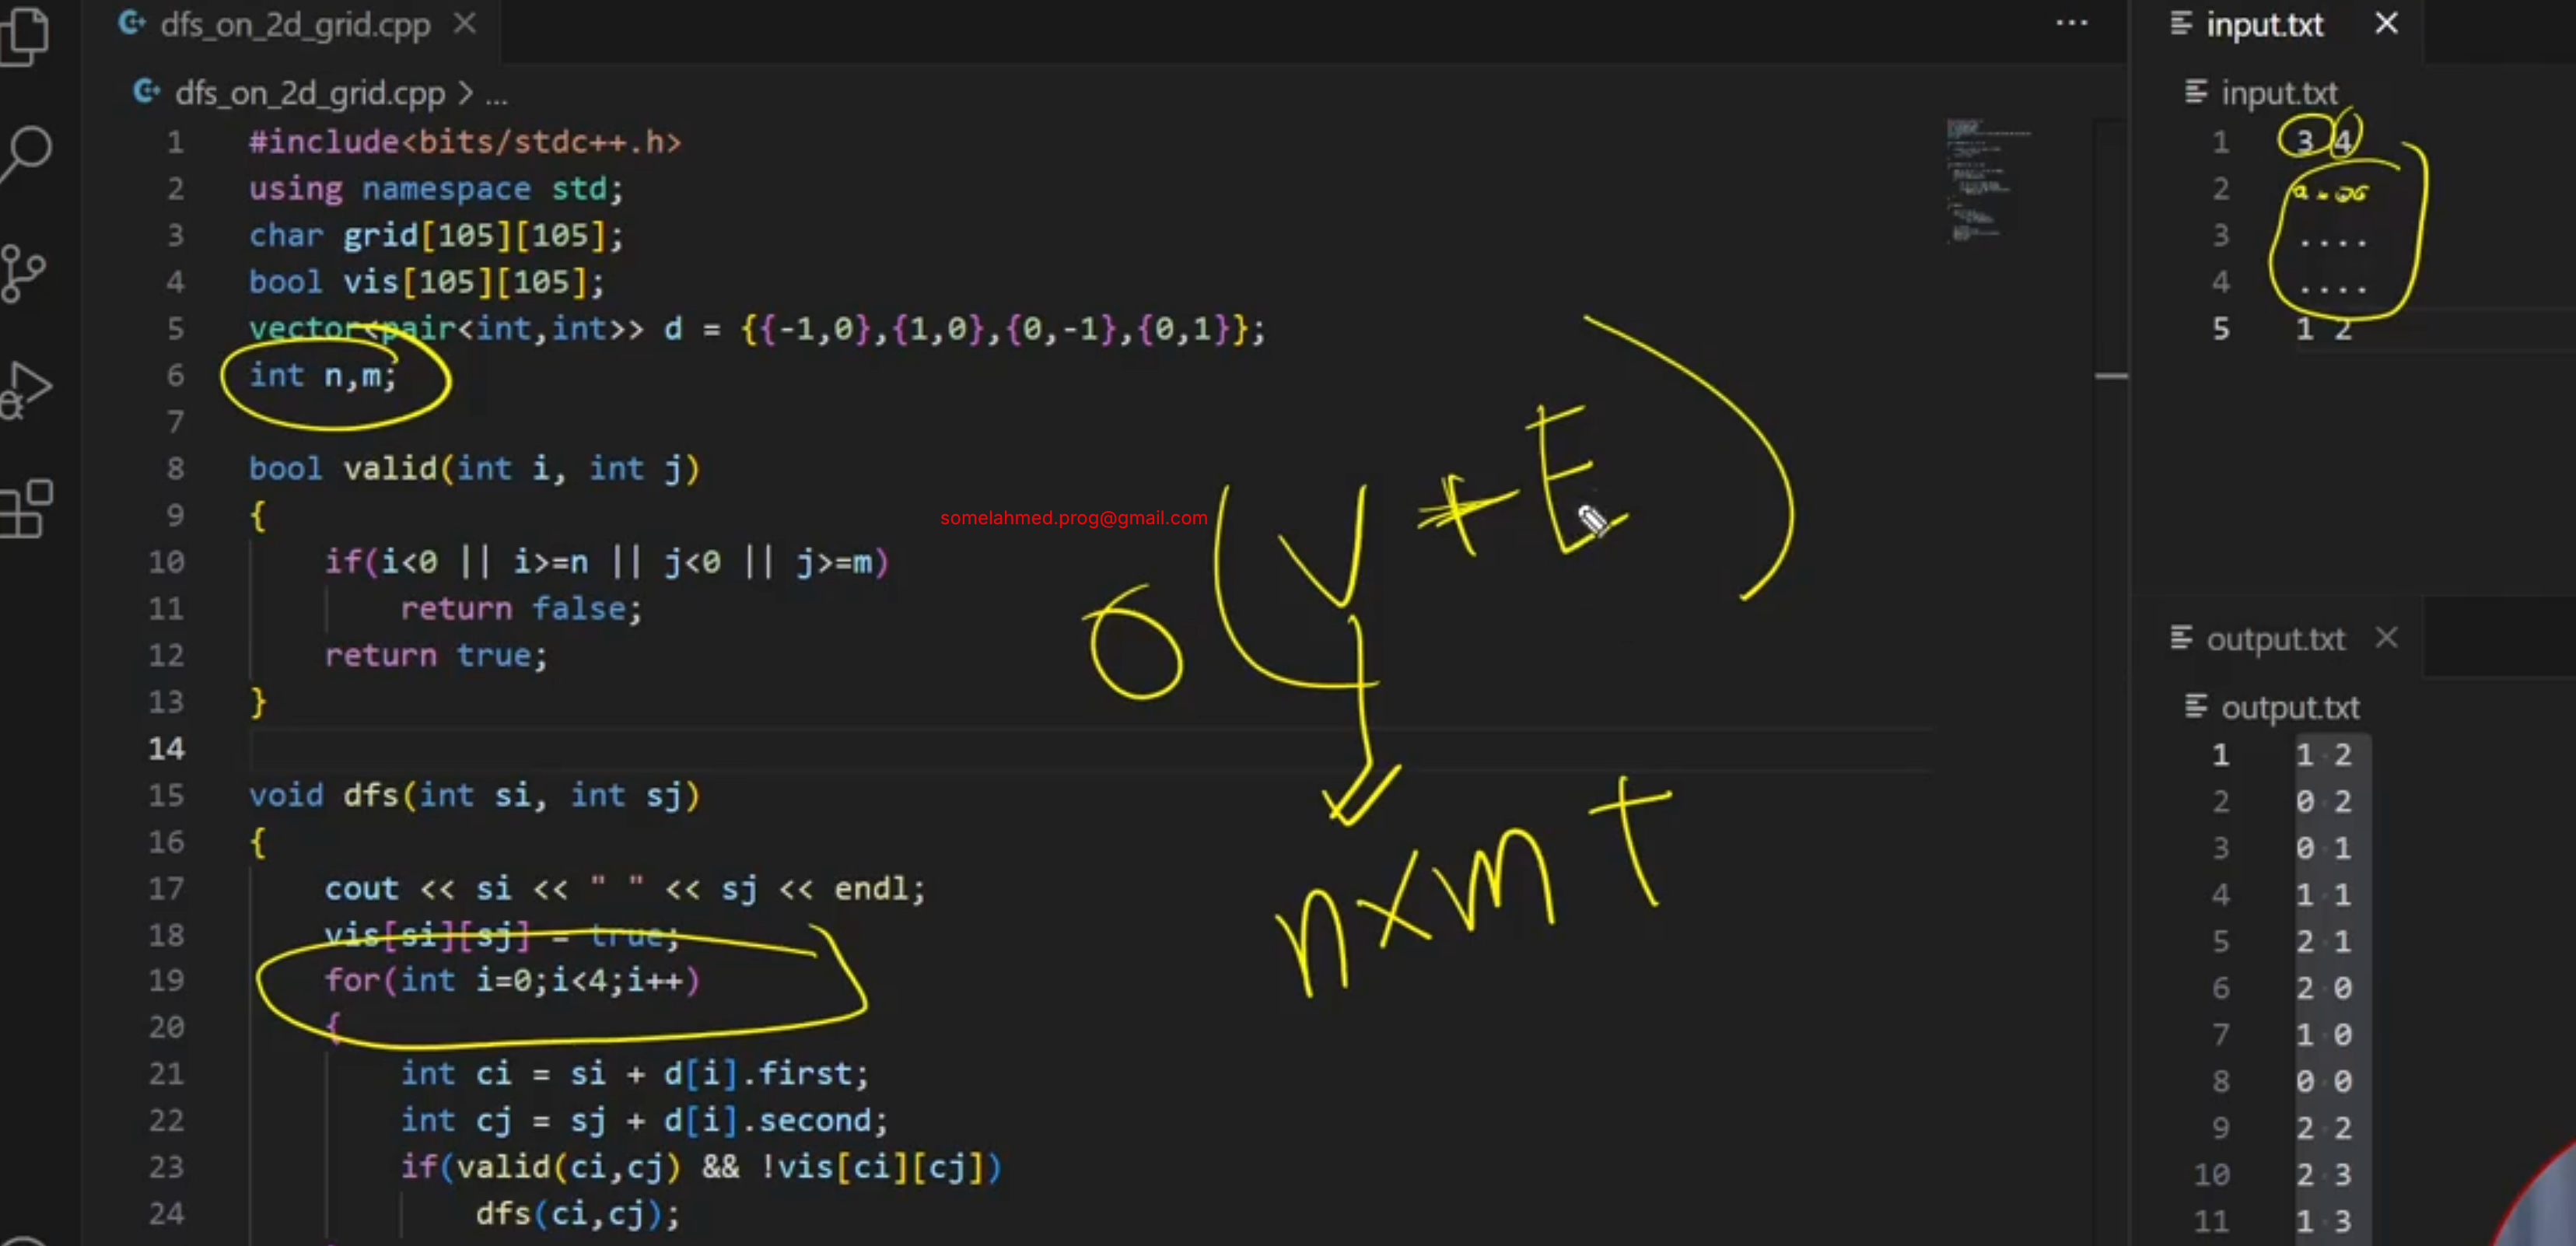 dfs_on_2d_grid.cpp
dfs_on_2d_grid.cpp > ...
1 #include<bits/stdc++.h>
2 using namespace std;
3 char grid[105][105];
4 bool vis[105][105];
5 vector<pair<int,int>> d = {{-1,0},{1,0},{0,-1},{0,1}};
6 int n,m;
7
8 bool valid(int i, int j)
9 {
10 if(i<0 || i>=n || j<0 || j>=m)
11 return false;
12 return true;
13 }
14
15 void dfs(int si, int sj)
16 {
17 cout << si << " " << sj << endl;
18 vis[si][sj] = true;
19 for(int i=0;i<4;i++)
20 {
21 int ci = si + d[i].first;
22 int cj = sj + d[i].second;
23 if(valid(ci,cj) && !vis[ci][cj])
24 dfs(ci,cj);
somelahmed.prog@gmail.com
O(V+E)
n×m +
input.txt
input.txt
1 3 4
2
3 ....
4 ....
5 1 2
output.txt
output.txt
1 1 2
2 0 2
3 0 1
4 1 1
5 2 1
6 2 0
7 1 0
8 0 0
9 2 2
10 2 3
11 1 3